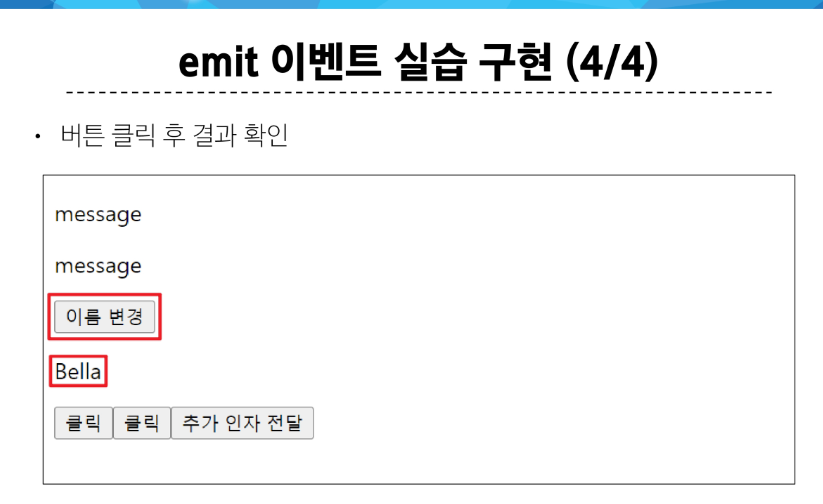 emit 이벤트 실습 구현 (4/4)
• 버튼 클릭 후 결과 확인
message
message
이름 변경
Bella
클릭 클릭 추가 인자 전달